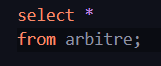 select *
from arbitre;